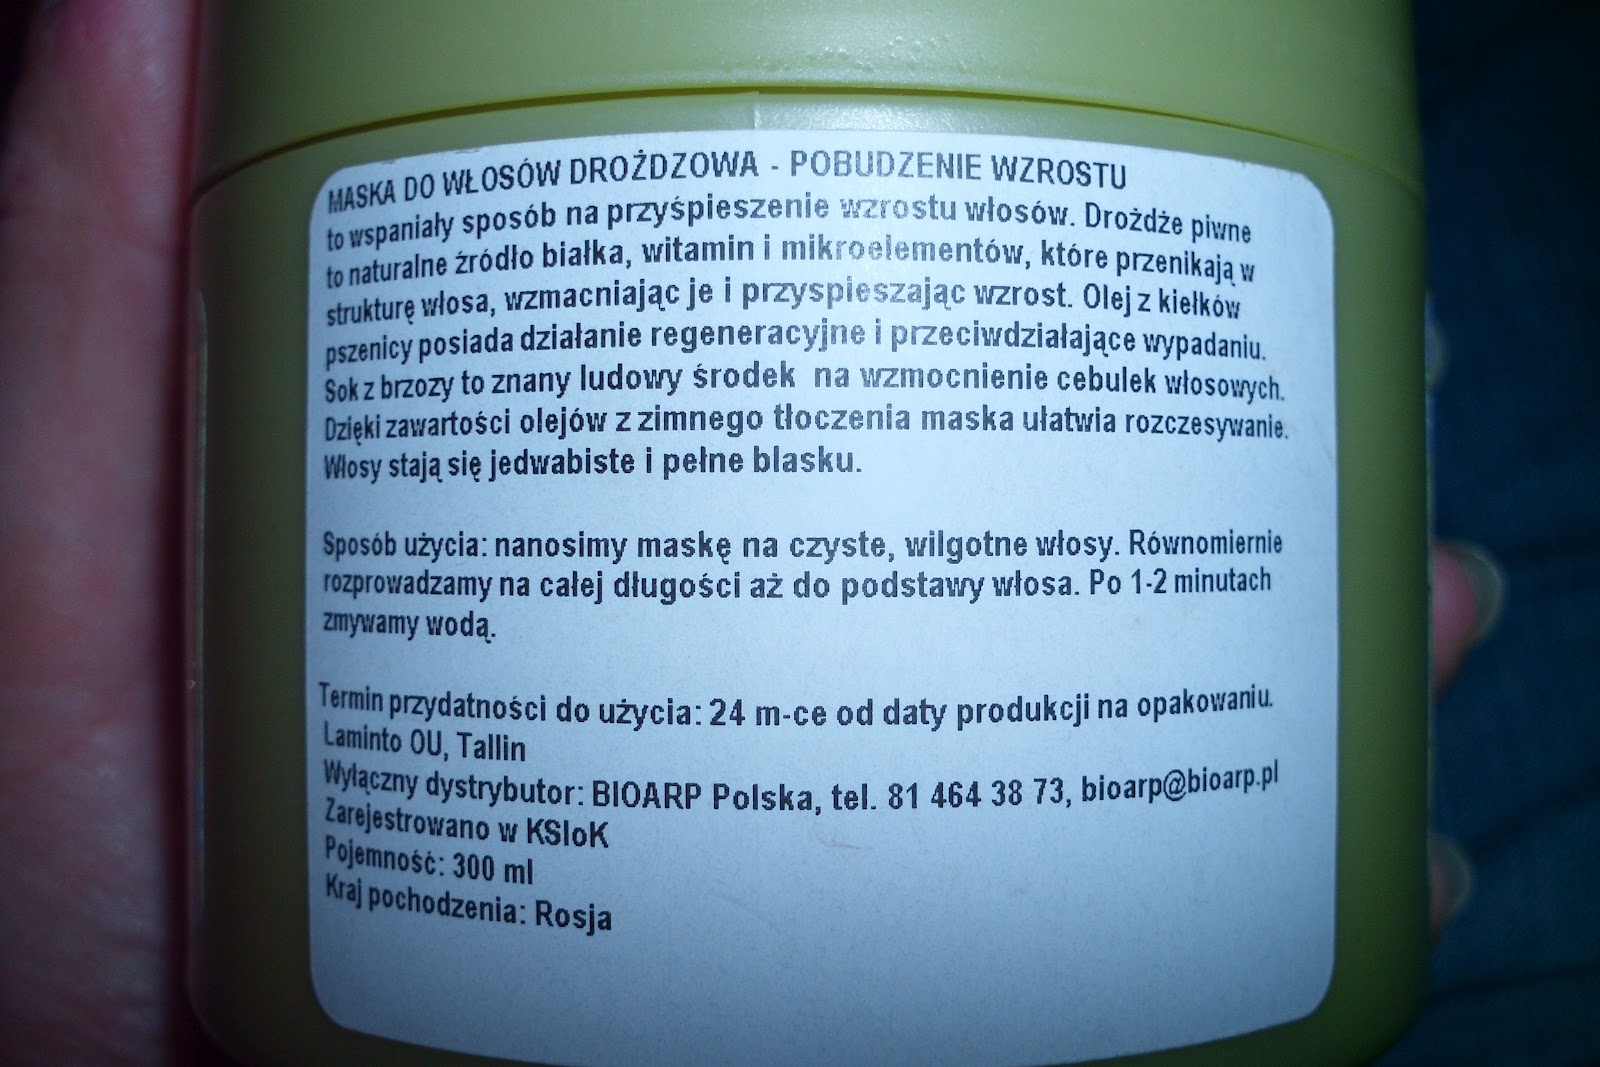 MASKA DO WŁOSÓW DROŻDZOWA - POBUDZENIE WZROSTU
to wspaniały sposób na przyśpieszenie wzrostu włosów. Drożdże piwne
to naturalne źródło białka, witamin i mikroelementów, które przenikają w
strukturę włosa, wzmacniając je i przyspieszając wzrost. Olej z kiełków
pszenicy posiada działanie regeneracyjne i przeciwdziałające wypadaniu.
Sok z brzozy to znany ludowy środek na wzmocnienie cebulek włosowych.
Dzięki zawartości olejów z zimnego tłoczenia maska ułatwia rozczesywanie.
Włosy stają się jedwabiste i pełne blasku.
Sposób użycia: nanosimy maskę na czyste, wilgotne włosy. Równomiernie
rozprowadzamy na całej długości aż do podstawy włosa. Po 1-2 minutach
zmywamy wodą.
Termin przydatności do użycia: 24 m-ce od daty produkcji na opakowaniu.
Laminto OU, Tallin
Wyłączny dystrybutor: BIOARP Polska, tel. 81 464 38 73, bioarp@bioarp.pl
Zarejestrowano w KSIoK
Pojemność: 300 ml
Kraj pochodzenia: Rosja